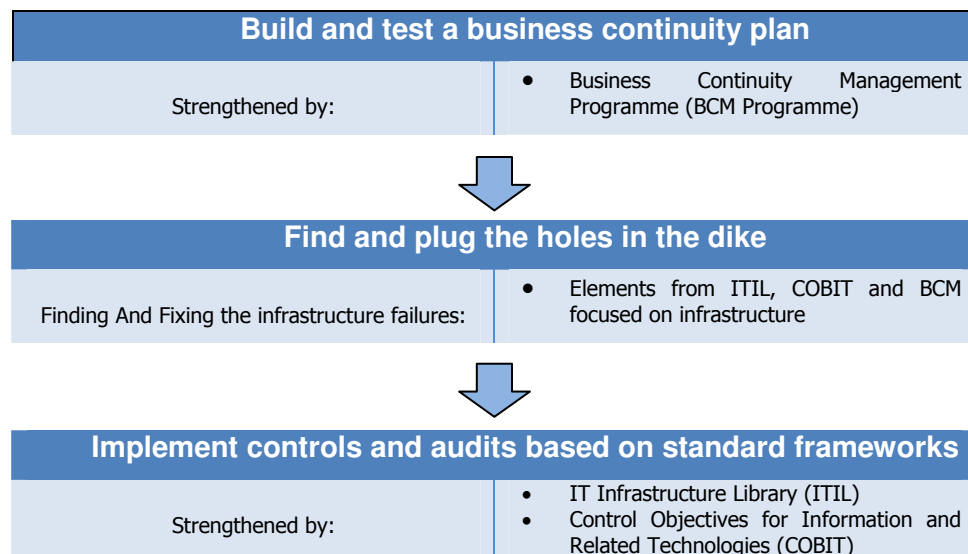 Build and test a business continuity plan
Strengthened by:
• Business Continuity Management
Programme (BCM Programme)
Find and plug the holes in the dike
Finding And Fixing the infrastructure failures:
• Elements from ITIL, COBIT and BCM
focused on infrastructure
Implement controls and audits based on standard frameworks
Strengthened by:
• IT Infrastructure Library (ITIL)
• Control Objectives for Information and
Related Technologies (COBIT)